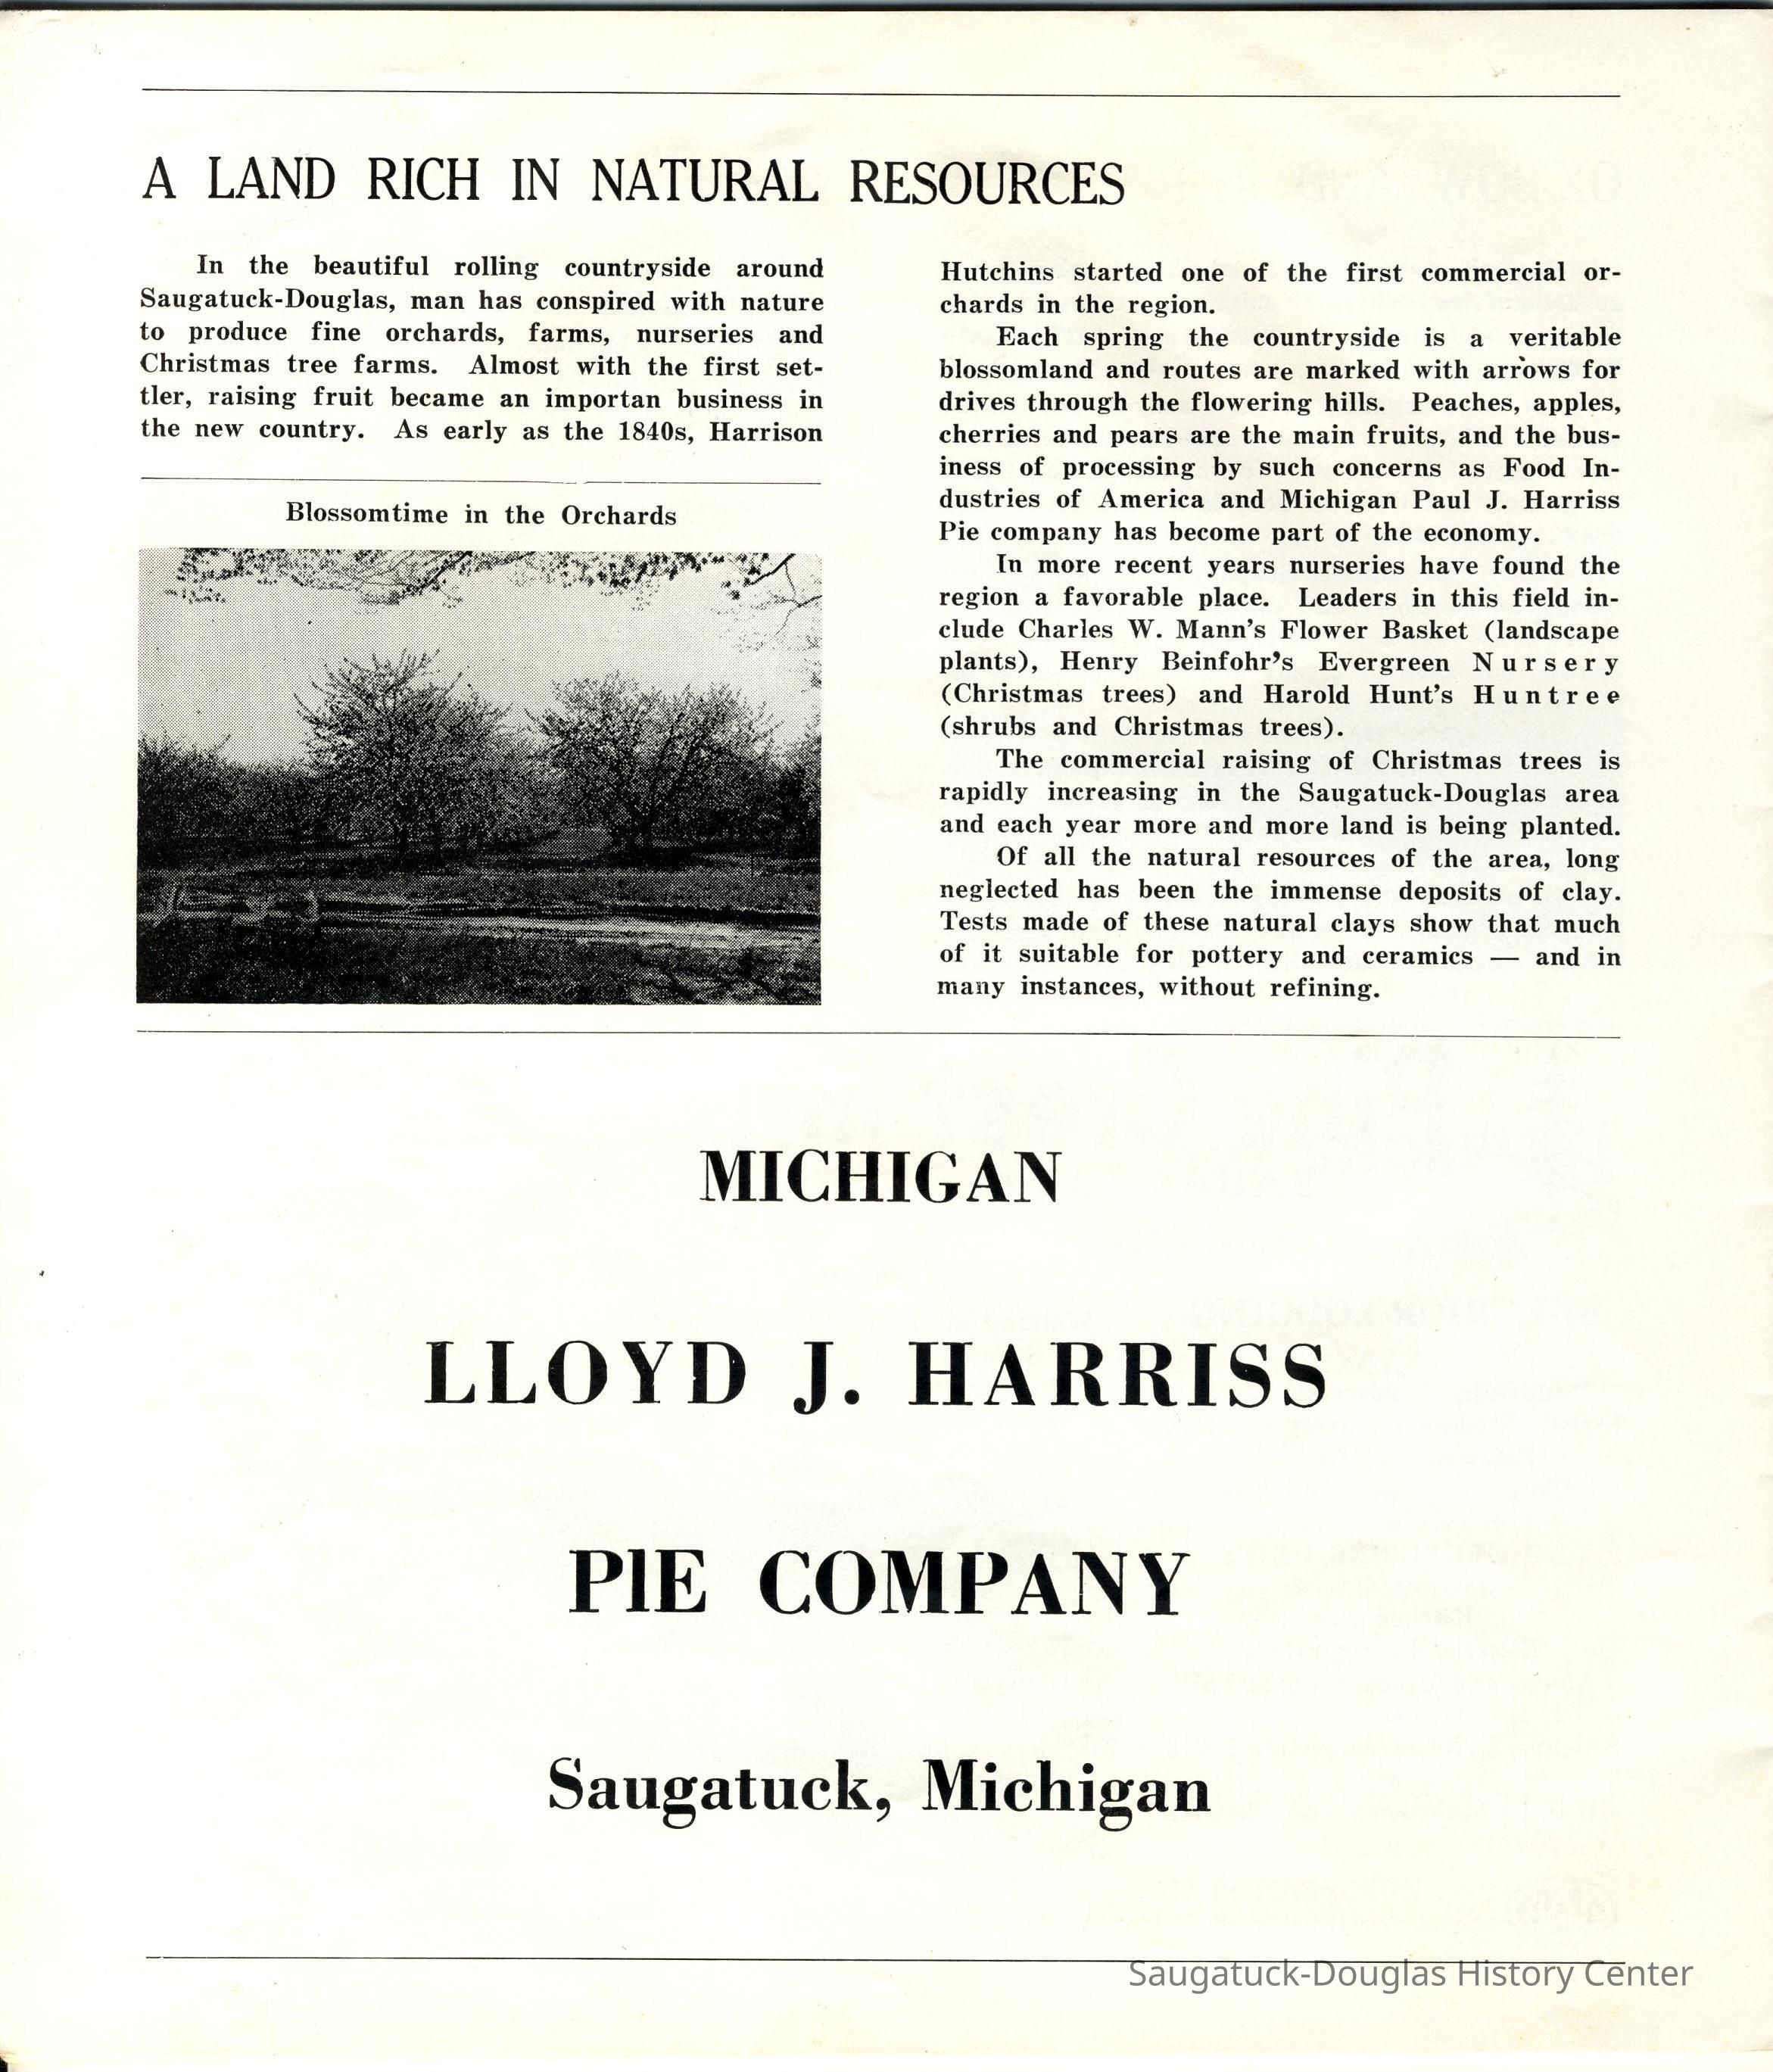 A LAND RICH IN NATURAL RESOURCES
In the beautiful rolling countryside around
Saugatuck-Douglas, man has conspired with nature
to produce fine orchards, farms, nurseries and
Christmas tree farms. Almost with the first set-
tler, raising fruit became an importan business in
the new country. As early as the 1840s, Harrison
Blossomtime in the Orchards
Hutchins started one of the first commercial or-
chards in the region.
Each spring the countryside is a veritable
blossomland and routes are marked with arrows for
drives through the flowering hills. Peaches, apples,
cherries and pears are the main fruits, and the bus-
iness of processing by such concerns as Food In-
dustries of America and Michigan Paul J. Harriss
Pie company has become part of the economy.
In more recent years nurseries have found the
region a favorable place. Leaders in this field in-
clude Charles W. Mann's Flower Basket (landscape
plants), Henry Beinfohr's Evergreen Nursery
(Christmas trees) and Harold Hunt's Huntree
(shrubs and Christmas trees).
The commercial raising of Christmas trees is
rapidly increasing in the Saugatuck-Douglas area
and each year more and more land is being planted.
Of all the natural resources of the area, long
neglected has been the immense deposits of clay.
Tests made of these natural clays show that much
of it suitable for pottery and ceramics — and in
many instances, without refining.
MICHIGAN
LLOYD J. HARRISS
PIE COMPANY
Saugatuck, Michigan
Saugatuck-Douglas History Center